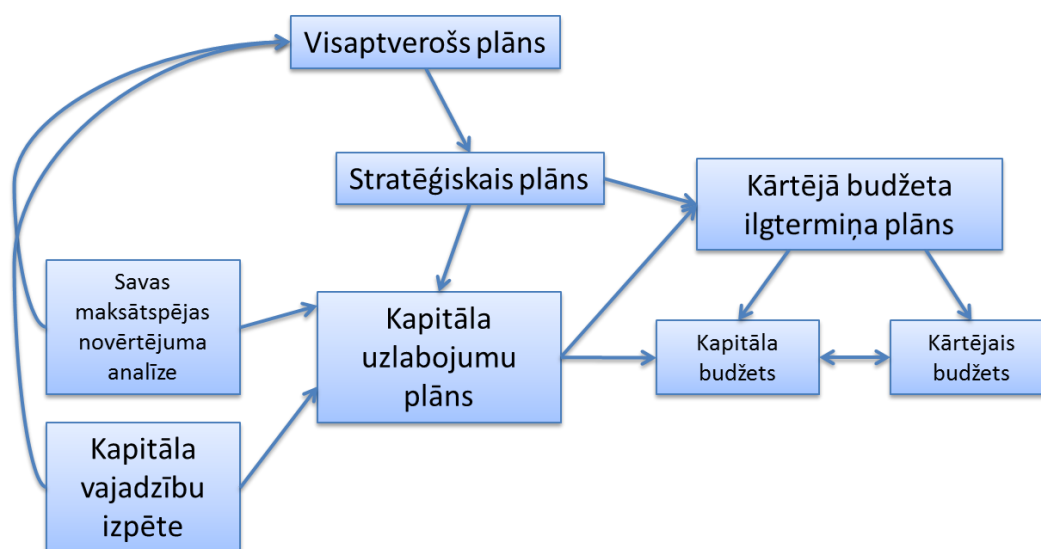 Visaptverošs plāns
Stratēģiskais plāns
Kārtējā budžeta
ilgtermiņa plāns
Savas
maksātspējas
novērtējuma
analīze
Kapitāla
uzlabojumu
plāns
Kapitāla
budžets
Kārtējais
budžets
Kapitāla
vajadzību
izpēte